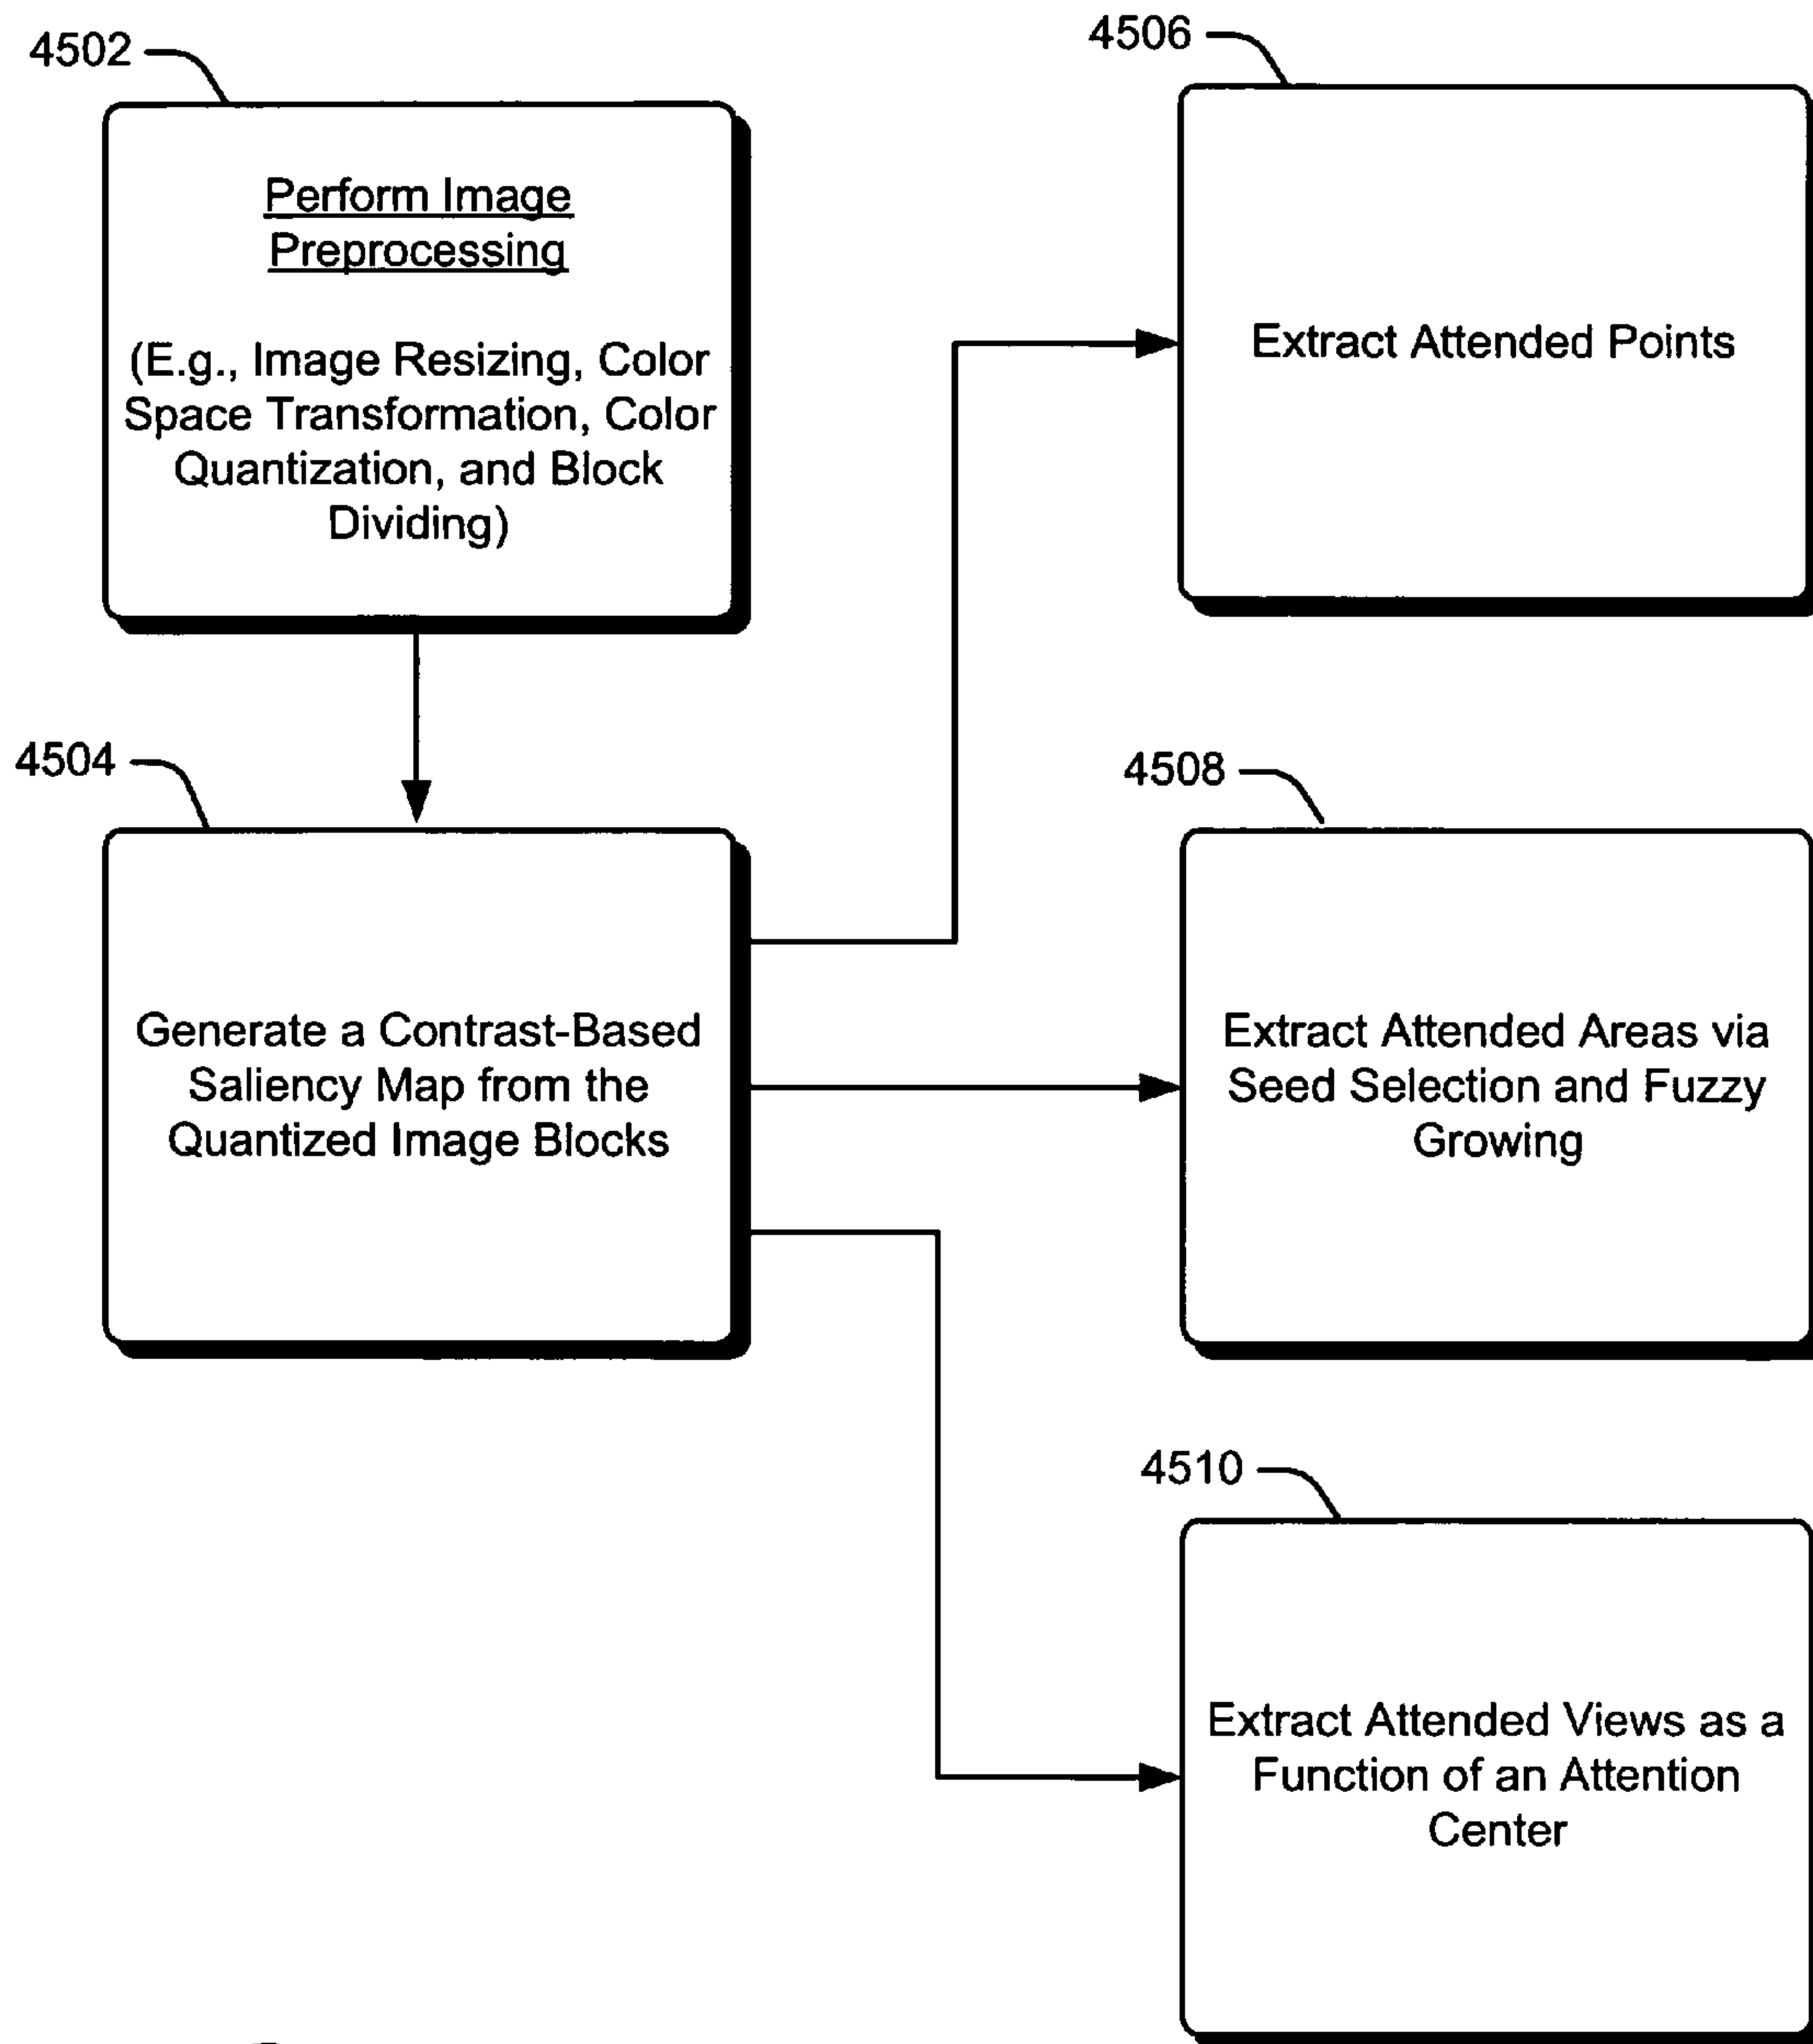 4502
Perform Image
Preprocessing
(E.g., Image Resizing, Color
Space Transformation, Color
Quantization, and Block
Dividing)
4504
Generate a Contrast-Based
Saliency Map from the
Quantized Image Blocks
4506
Extract Attended Points
4508
Extract Attended Areas via
Seed Selection and Fuzzy
Growing
4510
Extract Attended Views as a
Function of an Attention
Center